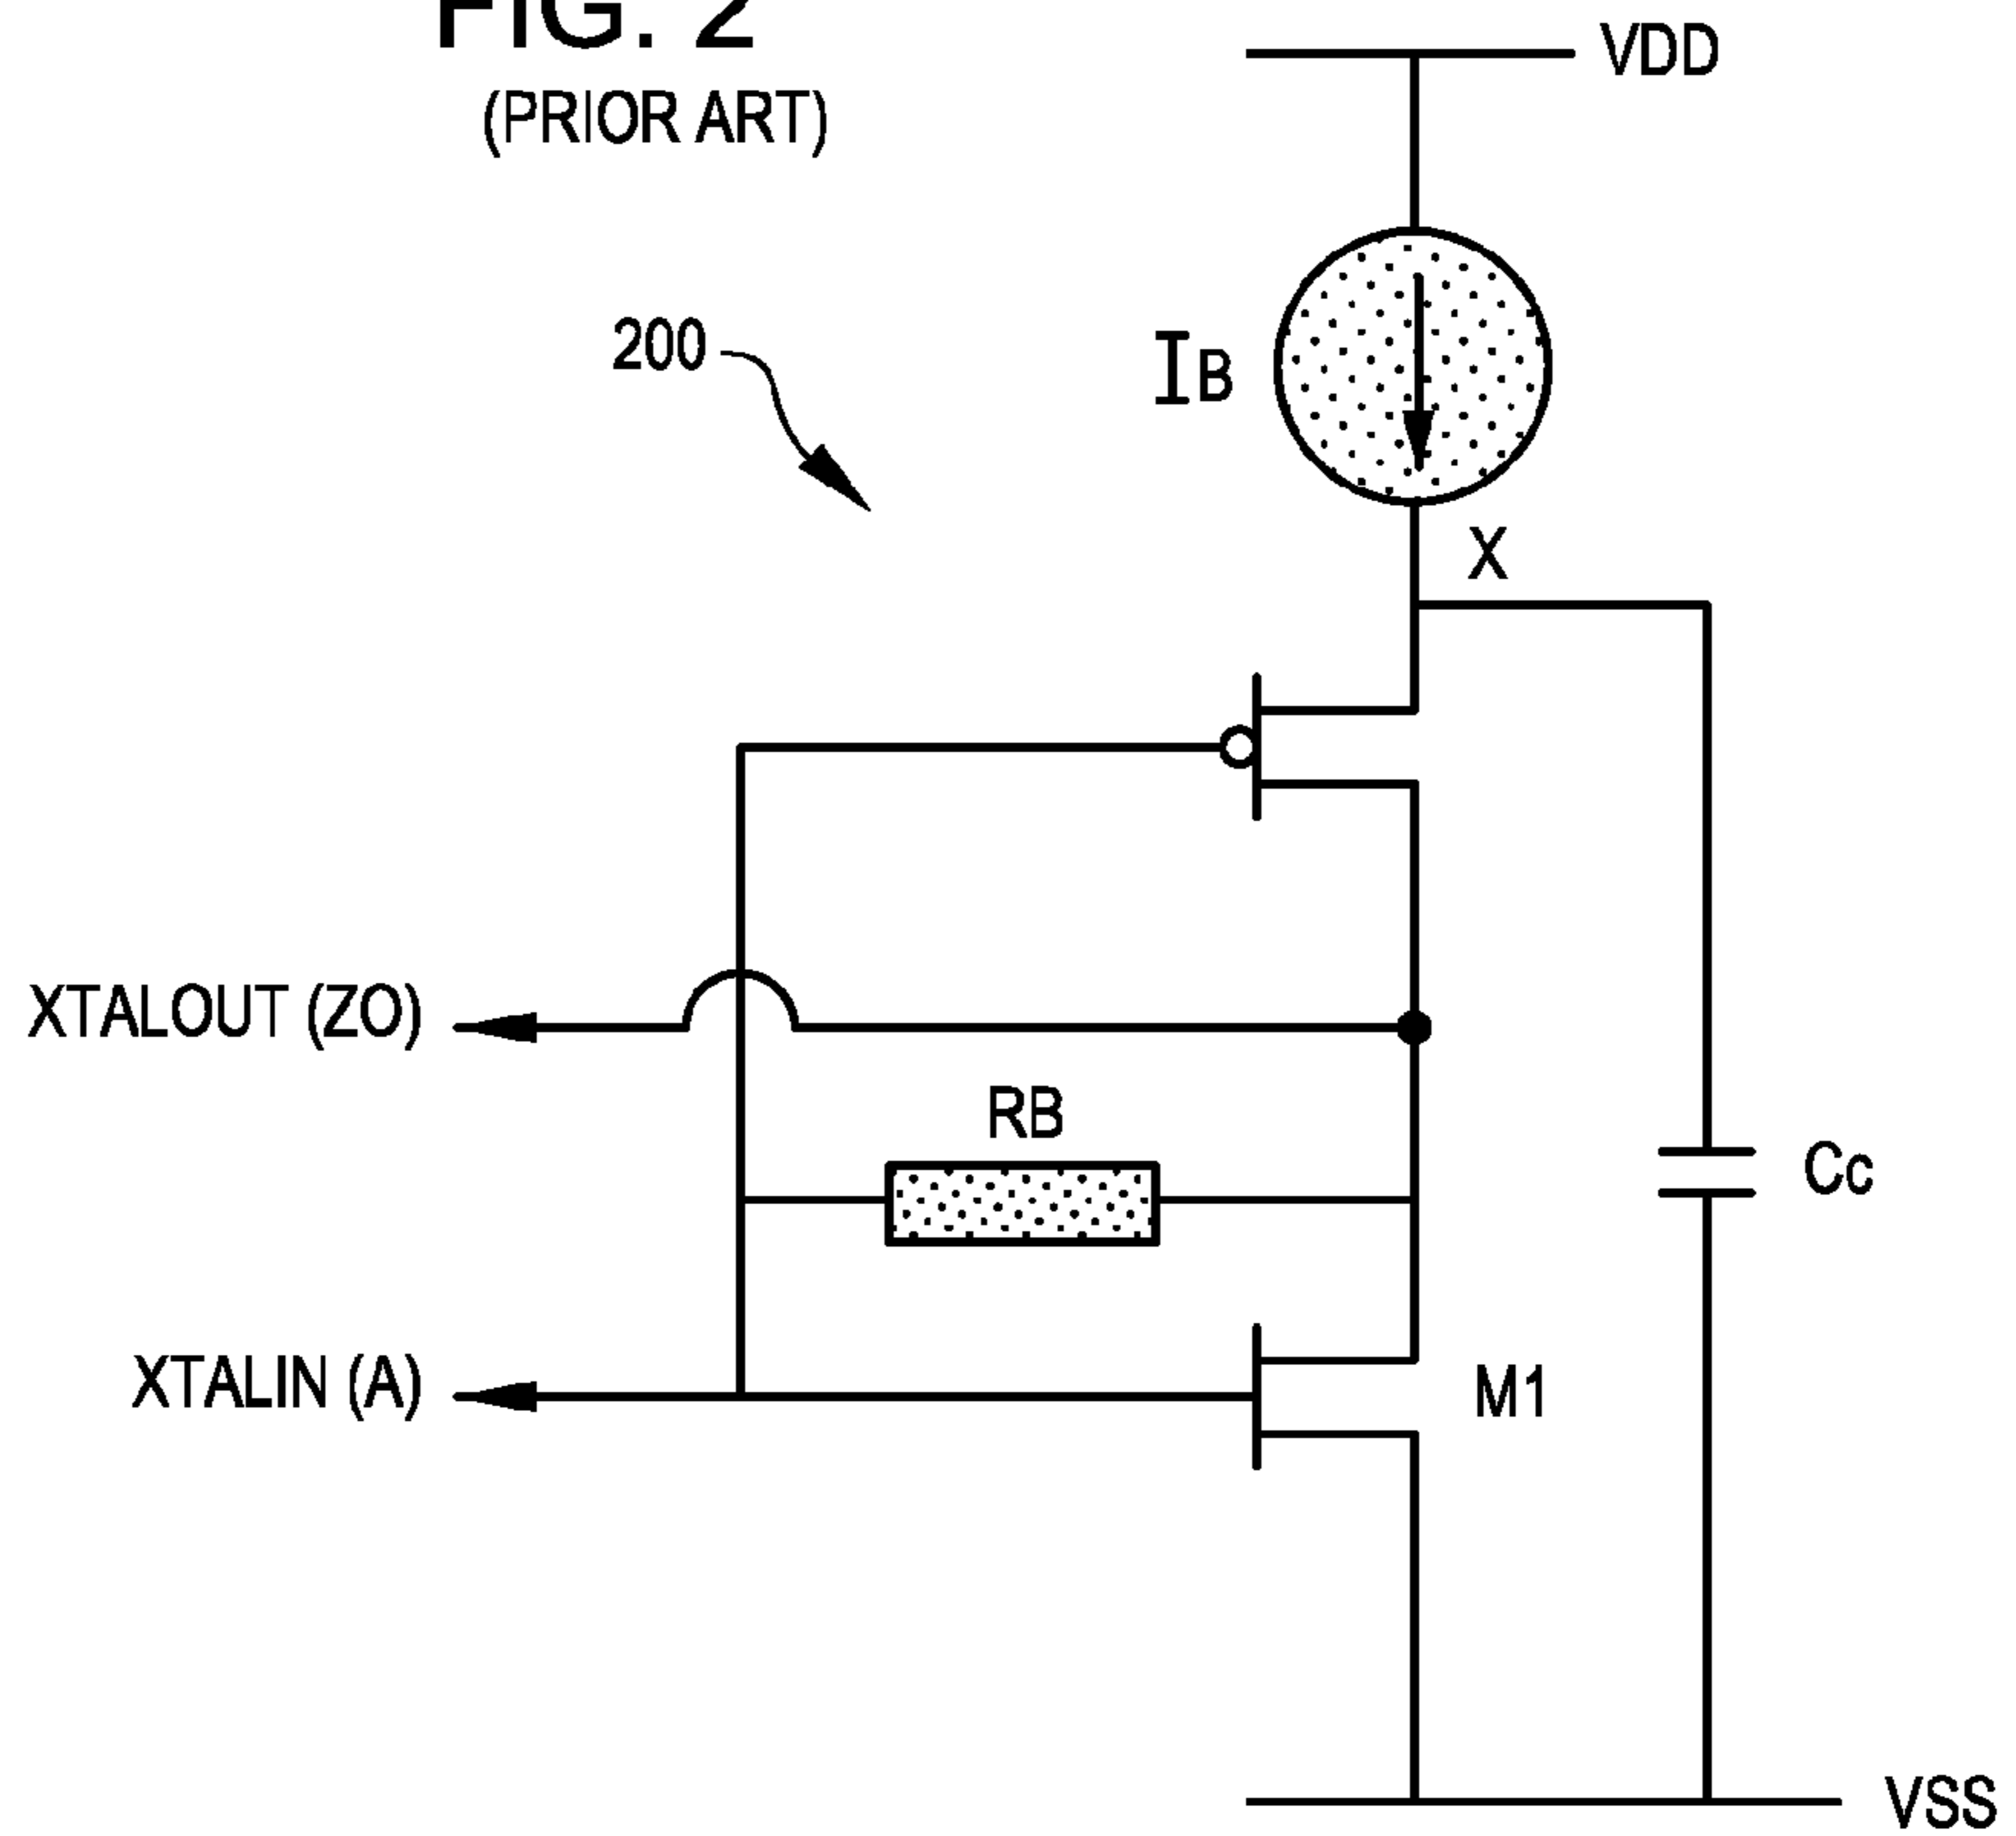 FIG. 2
(PRIOR ART)
VDD
200
IB
X
XTALOUT (ZO)
RB
Cc
XTALIN (A)
M1
VSS